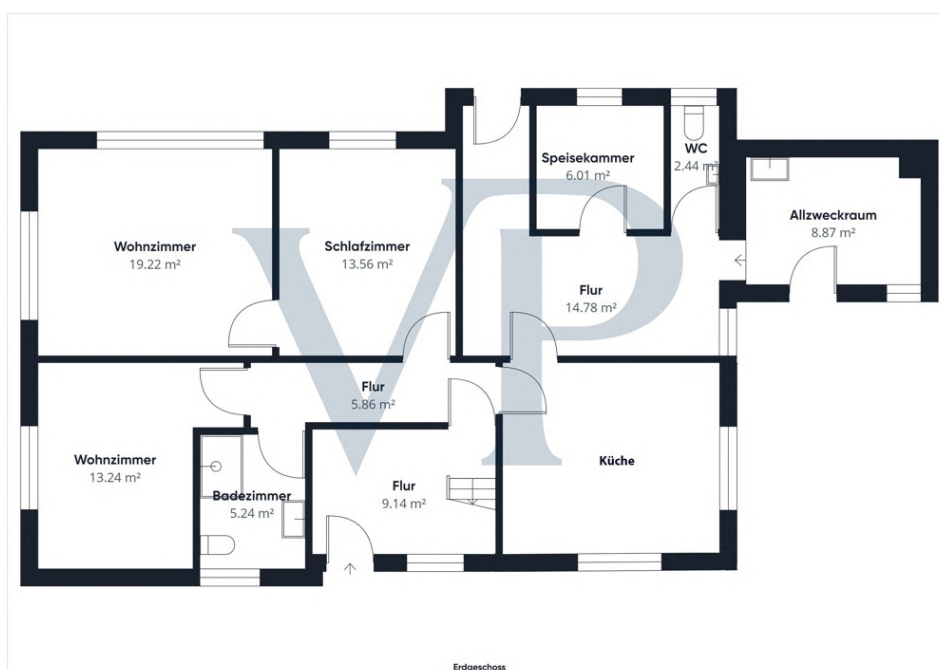 Speisekammer
6.01 m²
WC
2.44 m²
Allzweckraum
8.87 m²
Wohnzimmer
19.22 m²
Schlafzimmer
13.56 m²
Flur
14.78 m²
Flur
5.86 m²
Wohnzimmer
13.24 m²
Badezimmer
5.24 m²
Flur
9.14 m²
Küche
VP
Erdgeschoss